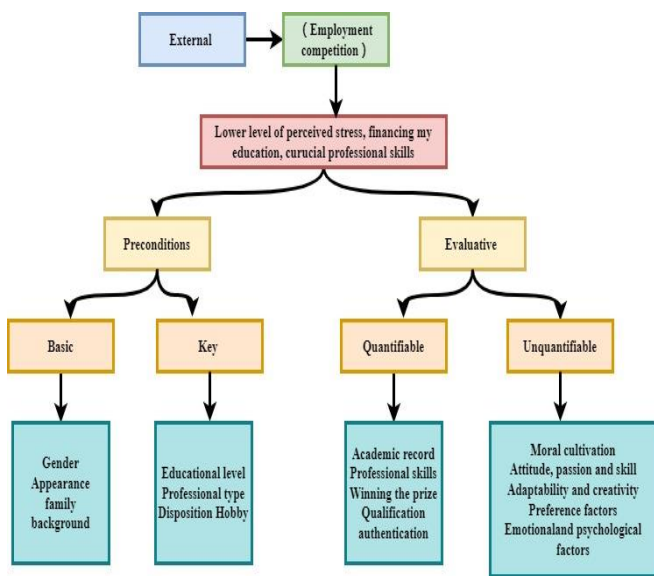 External
( Employment
competition )
Lower level of perceived stress, financing my
education, curucial professional skills
Preconditions
Evaluative
Basic
Key
Quantifiable
Unquantifiable
Gender
Appearance
family
background
Educational level
Professional type
Disposition Hobby
Academic record
Professional skills
Winning the prize
Qualification
authentication
Moral cultivation
Attitude, passion and skill
Adaptability and creativity
Preference factors
Emotionaland psychological
factors